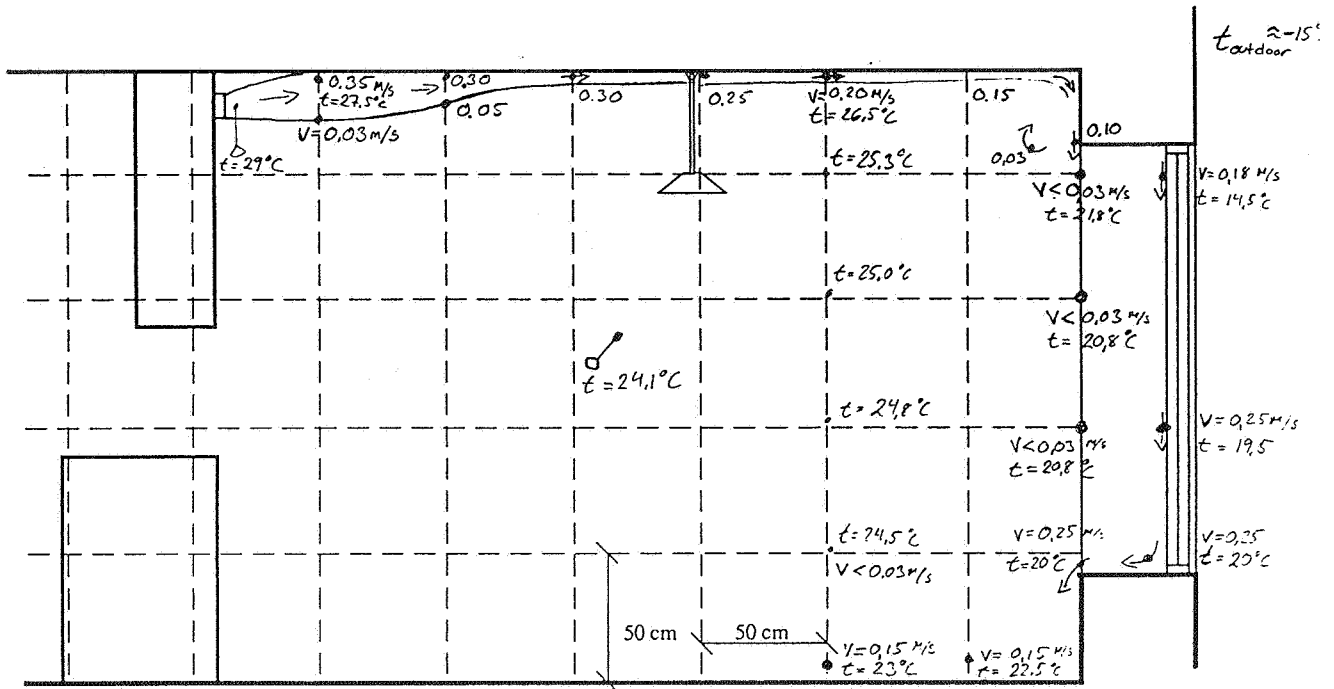 t outdoor ≈ -15°
0.35 M/s
t=27.5°C
0.30
0.30
0.25
V=0,20 M/s
t=26,5°C
0.15
V=0,03 M/s
0.05
0.10
t=29°C
t=25.3°C
0,03
V<0,03 M/s
t=21,8°C
V=0,18 M/s
t=14,5°C
t=25,0°C
V<0,03 M/s
t=20,8°C
t=24,1°C
t=24,8°C
V=0,25 M/s
t=19,5
V<0,03 M/s
t=20,8°C
t=24,5°C
V<0,03 M/s
V=0,25 M/s
t=20°C
V=0,25
t=20°C
50 cm
50 cm
V=0,15 M/s
t=23°C
V=0,15 M/s
t=22.5°C